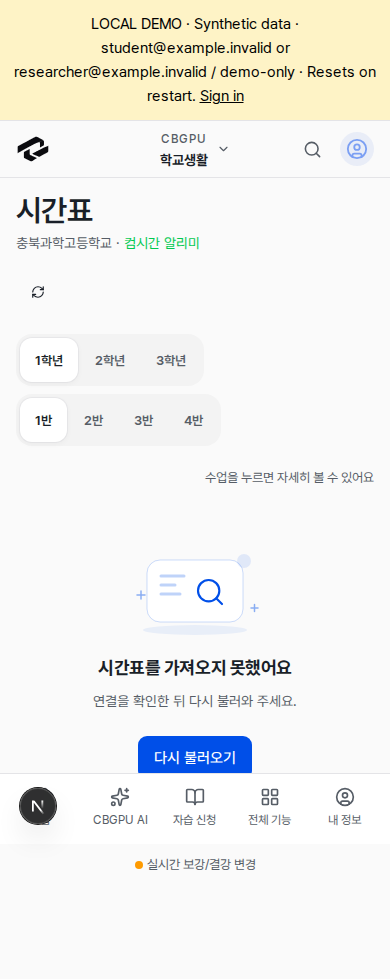 LOCAL DEMO · Synthetic data ·
student@example.invalid or
researcher@example.invalid / demo-only · Resets on
restart. Sign in
CBGPU
학교생활
시간표
충북과학고등학교 · 컴시간 알리미
1학년 2학년 3학년
1반 2반 3반 4반
수업을 누르면 자세히 볼 수 있어요
시간표를 가져오지 못했어요
연결을 확인한 뒤 다시 불러와 주세요.
다시 불러오기
N
CBGPU AI 자습 신청 전체 기능 내 정보
실시간 보강/결강 변경